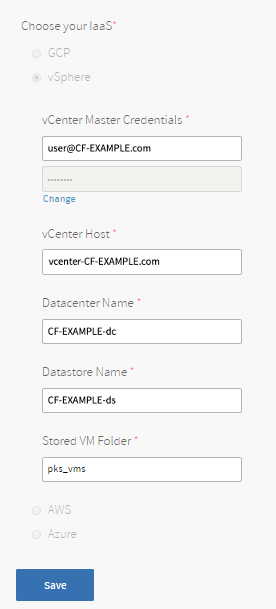 Choose your IaaS*
GCP
vSphere
vCenter Master Credentials *
user@CF-EXAMPLE.com
••••••••
Change
vCenter Host *
vcenter-CF-EXAMPLE.com
Datacenter Name *
CF-EXAMPLE-dc
Datastore Name *
CF-EXAMPLE-ds
Stored VM Folder *
pks_vms
AWS
Azure
Save